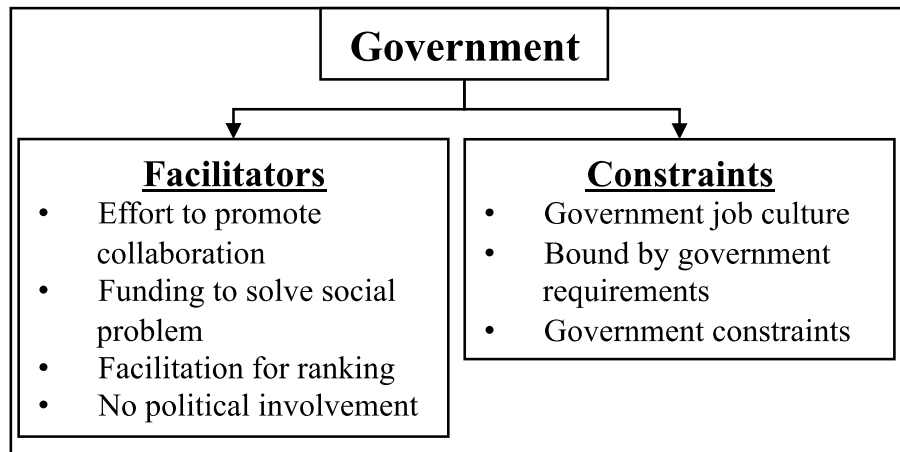 Government
Facilitators
• Effort to promote
collaboration
• Funding to solve social
problem
• Facilitation for ranking
• No political involvement
Constraints
• Government job culture
• Bound by government
requirements
• Government constraints